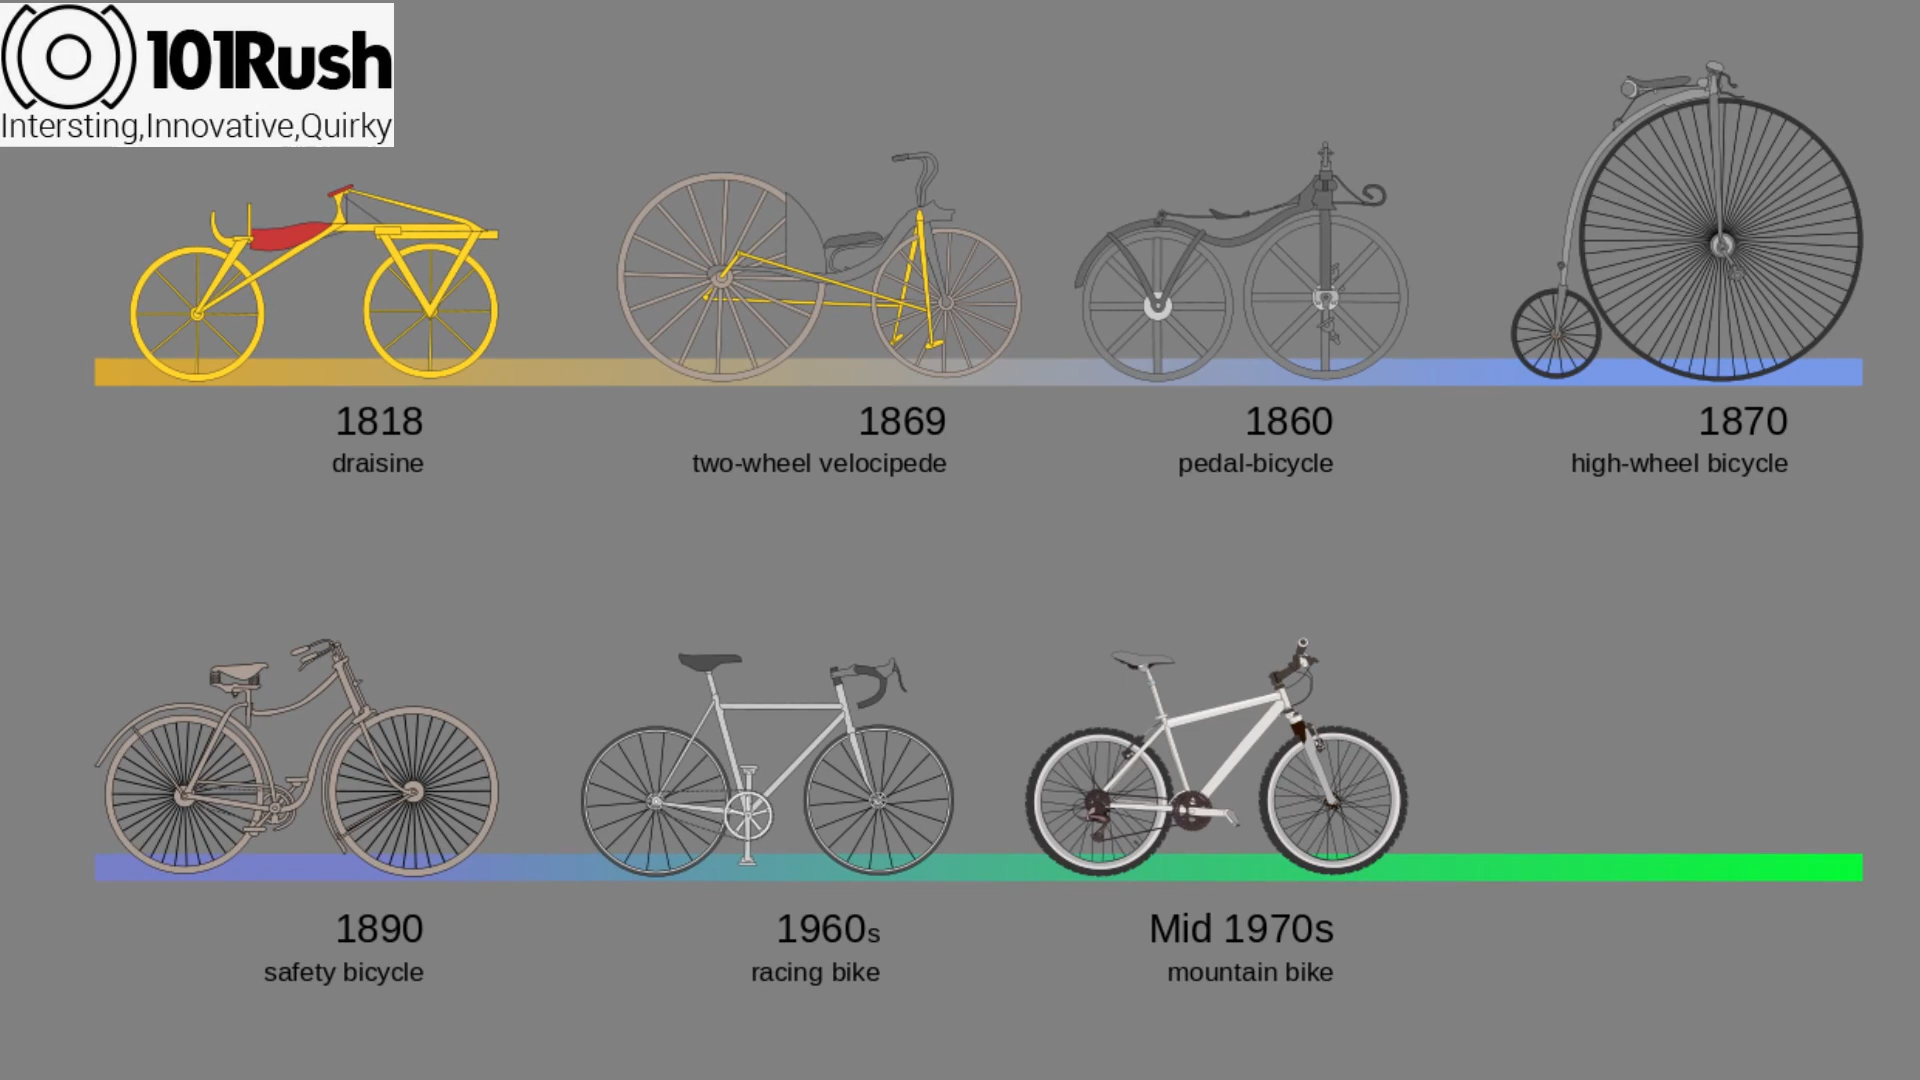 101Rush
Intersting,Innovative,Quirky
1818
draisine
1869
two-wheel velocipede
1860
pedal-bicycle
1870
high-wheel bicycle
1890
safety bicycle
1960s
racing bike
Mid 1970s
mountain bike